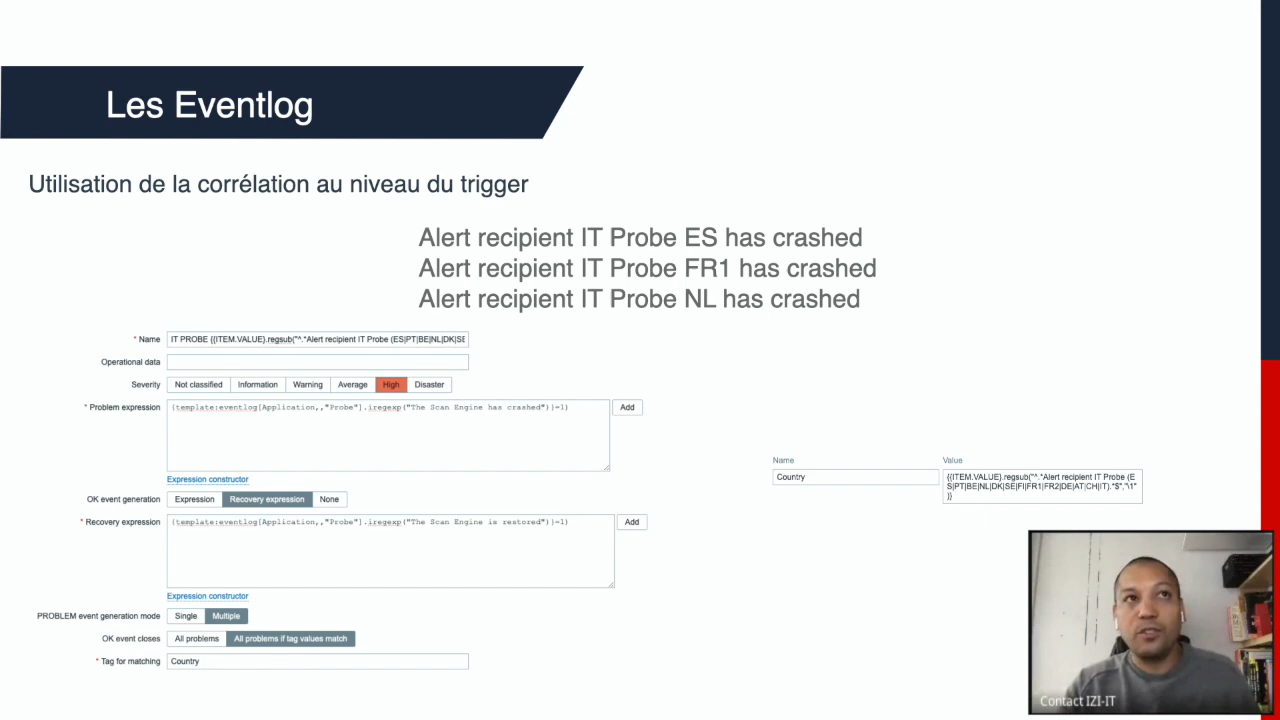 Les Eventlog
Utilisation de la corrélation au niveau du trigger
Alert recipient IT Probe ES has crashed
Alert recipient IT Probe FR1 has crashed
Alert recipient IT Probe NL has crashed
* Name IT PROBE {{ITEM.VALUE}.regsub("^.*Alert recipient IT Probe (ES|PT|BE|NL|DK|SE
Operational data
Severity Not classified Information Warning Average High Disaster
* Problem expression {template:eventlog[Application,,"Probe"].iregexp("The Scan Engine has crashed")}=1) Add
Expression constructor
OK event generation Expression Recovery expression None
* Recovery expression {template:eventlog[Application,,"Probe"].iregexp("The Scan Engine is restored")}=1) Add
Expression constructor
PROBLEM event generation mode Single Multiple
OK event closes All problems All problems if tag values match
* Tag for matching Country
Name Value
Country {{ITEM.VALUE}.regsub("^.*Alert recipient IT Probe (E
S|PT|BE|NL|DK|SE|FI|FR1|FR2|DE|AT|CH|IT).*$","\1"
)}
Contact IZI-IT